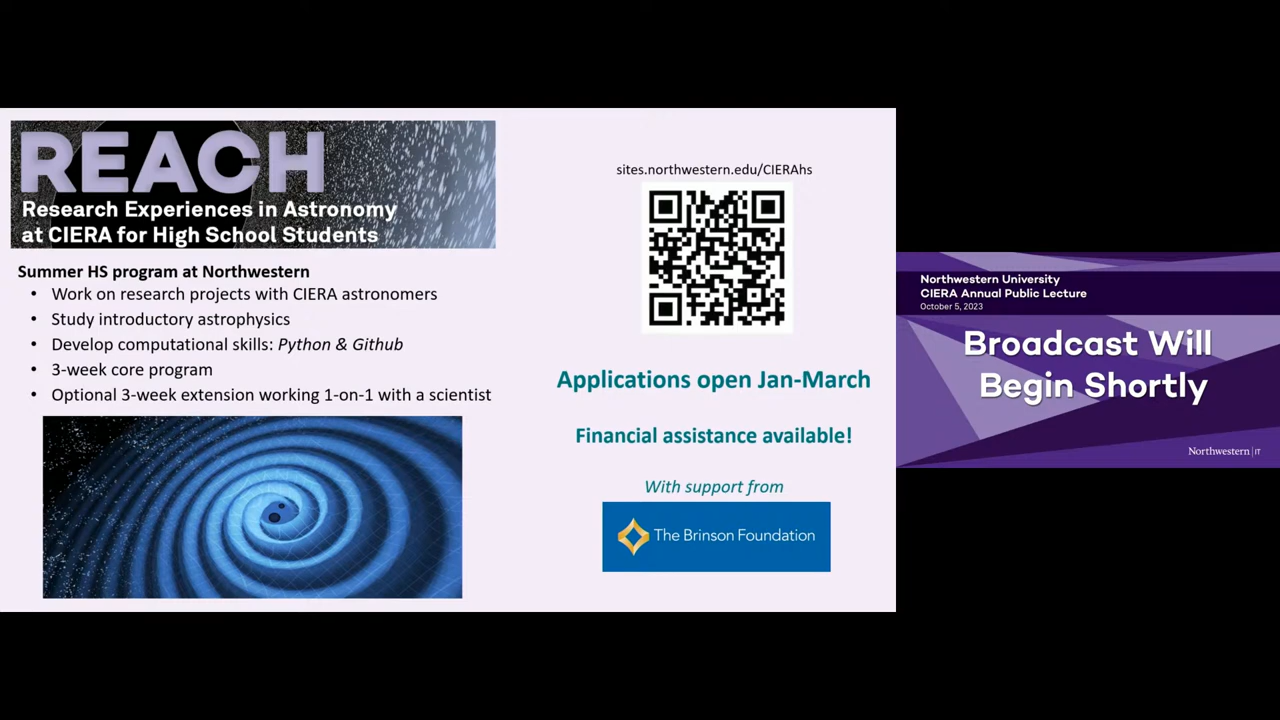 REACH
Research Experiences in Astronomy
at CIERA for High School Students
Summer HS program at Northwestern
• Work on research projects with CIERA astronomers
• Study introductory astrophysics
• Develop computational skills: Python & Github
• 3-week core program
• Optional 3-week extension working 1-on-1 with a scientist
sites.northwestern.edu/CIERAhs
Applications open Jan-March
Financial assistance available!
With support from
The Brinson Foundation
Northwestern University
CIERA Annual Public Lecture
October 5, 2023
Broadcast Will
Begin Shortly
Northwestern | IT